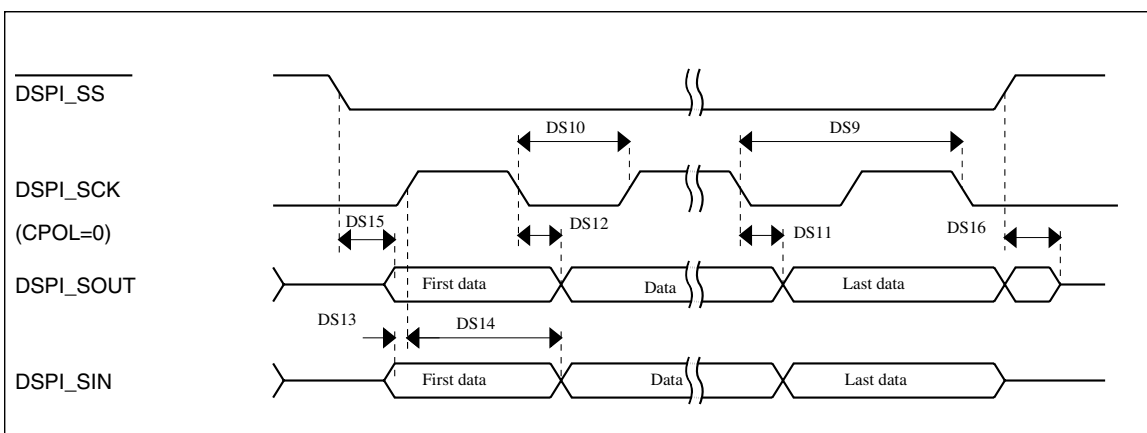 DSPI_SS
DS10
DS9
DSPI_SCK
(CPOL=0)
DS15
DS12
DS11
DS16
DSPI_SOUT
First data
Data
Last data
DS13
DS14
DSPI_SIN
First data
Data
Last data